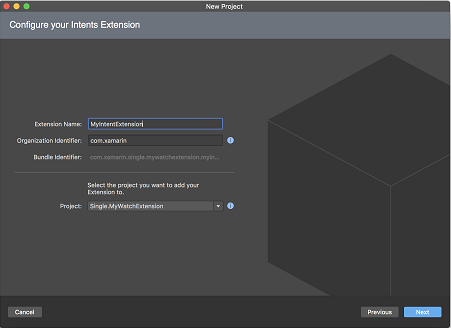 New Project
Configure your Intents Extension
Extension Name: MyIntentExtension
Organization Identifier: com.xamarin
Bundle Identifier: com.xamarin.single.mywatchextension.myin...
Select the project you want to add your
Extension to.
Project: Single.MyWatchExtension
Cancel Previous Next